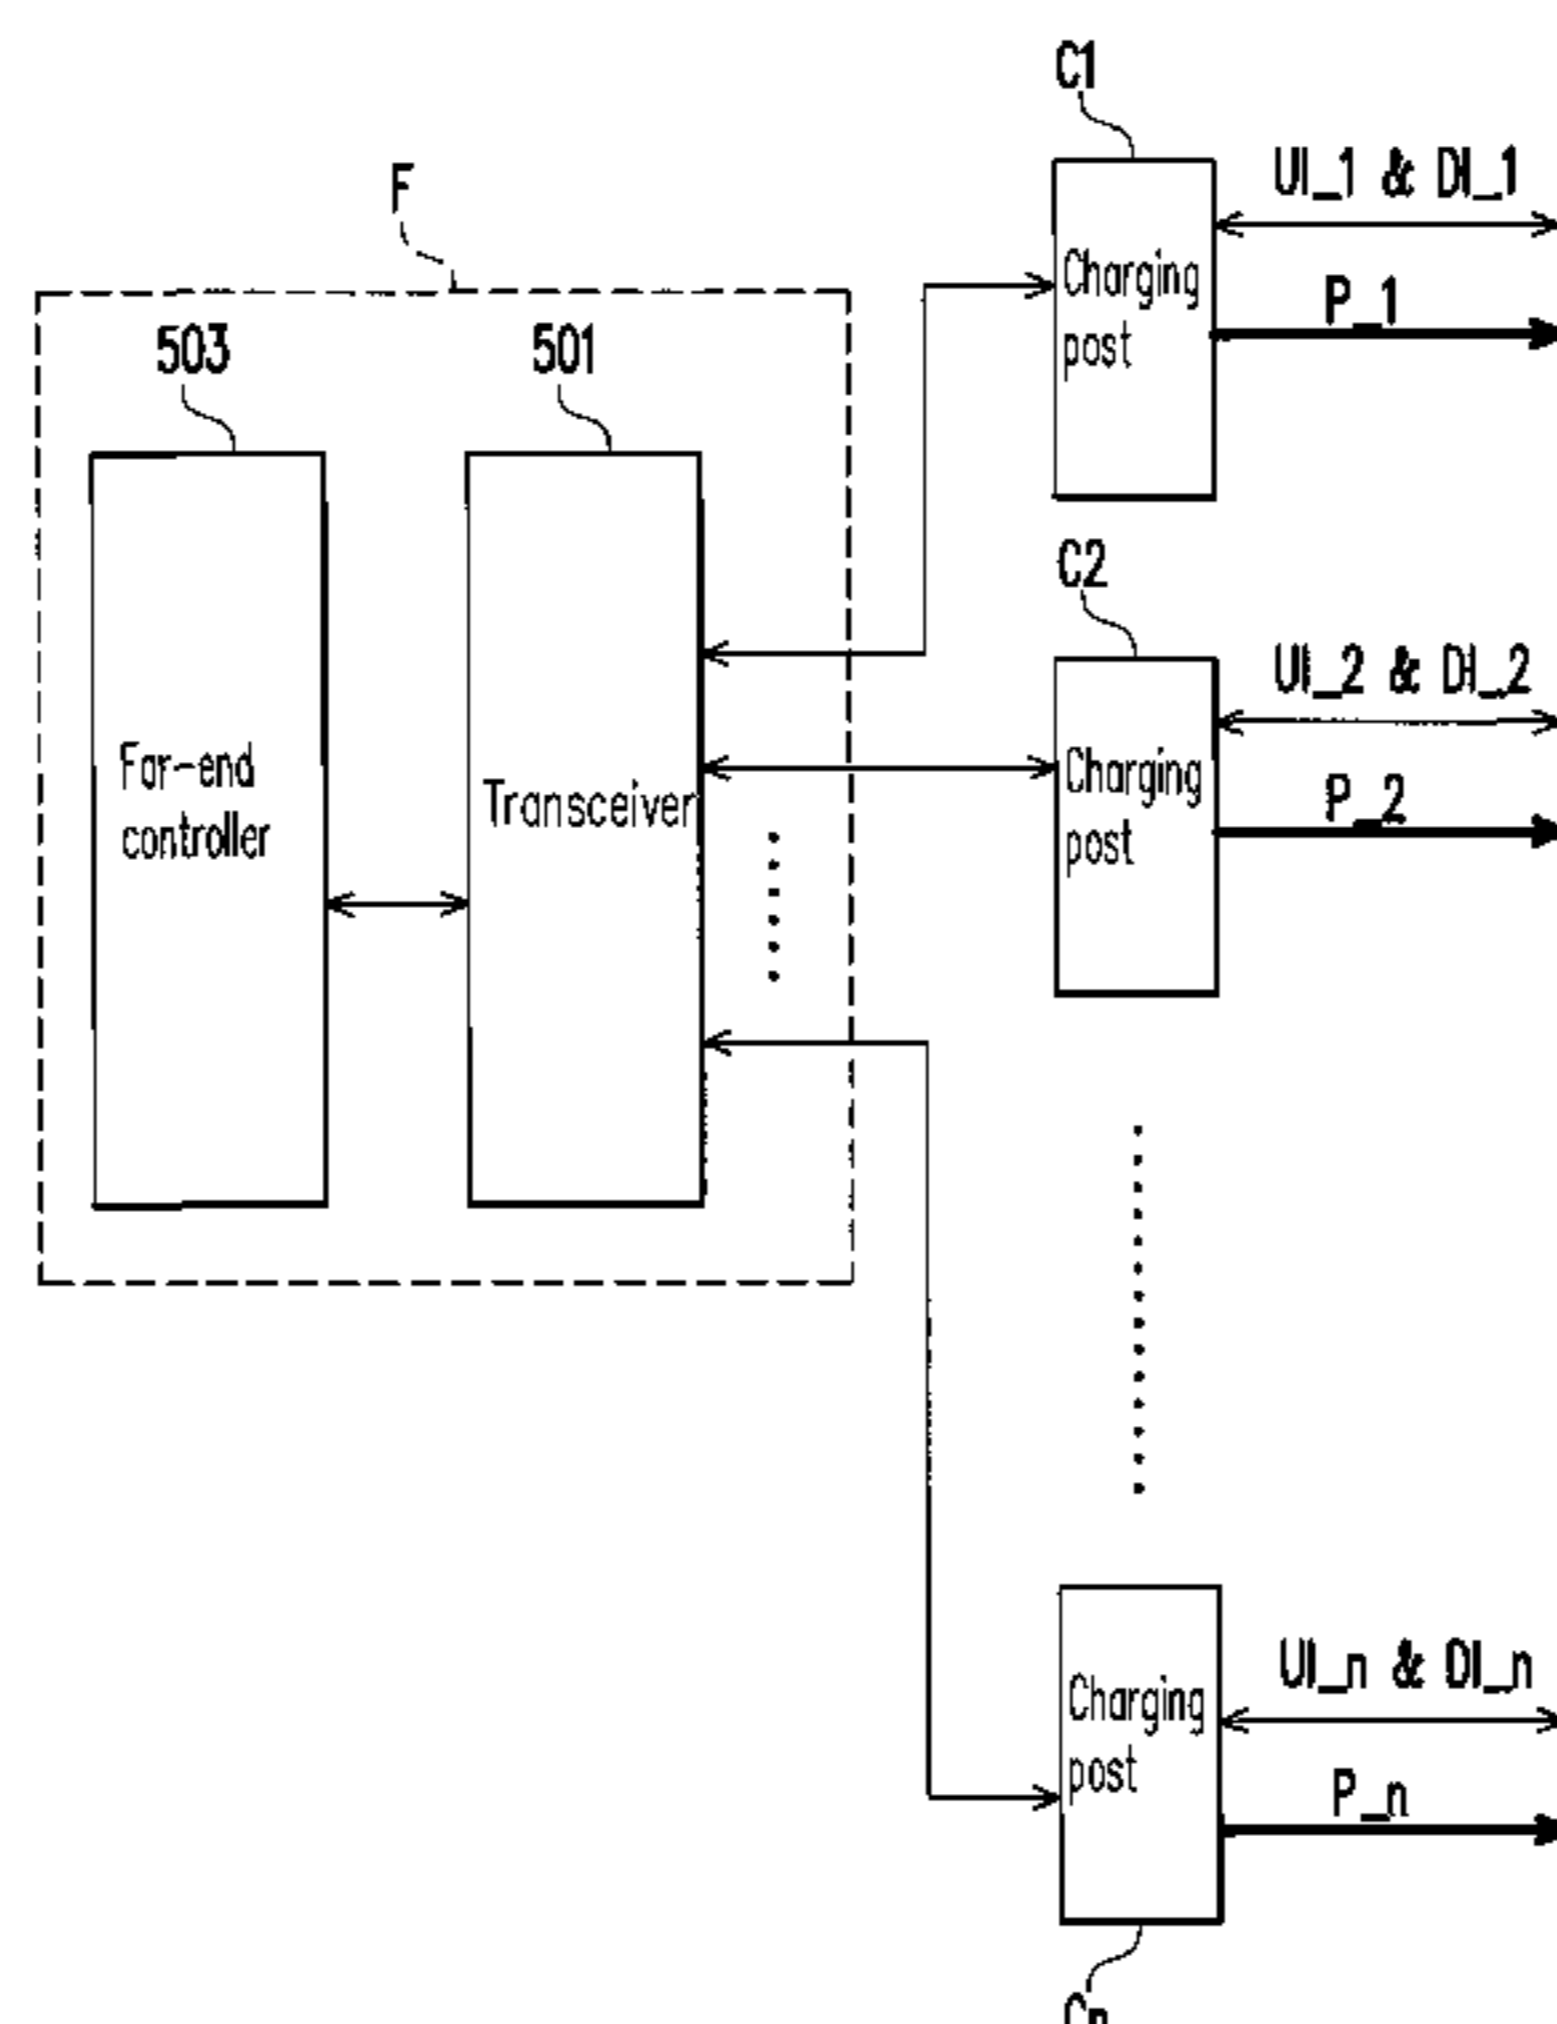 C1
UI_1 & DI_1
F
Charging
post
P_1
503
501
C2
UI_2 & DI_2
Far-end
controller
Transceiver
Charging
post
P_2
UI_n & DI_n
Charging
post
P_n
Cn